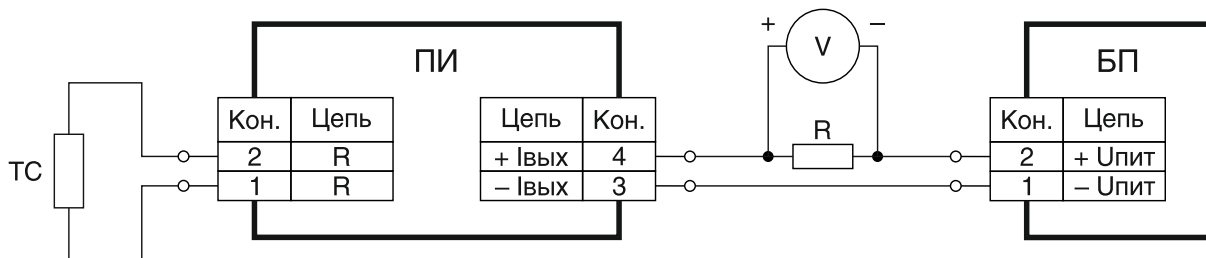 + V –
ПИ
БП
Кон. Цепь
2 R
1 R
Цепь Кон.
+ Iвых 4
– Iвых 3
R
Кон. Цепь
2 + Uпит
1 – Uпит
ТС